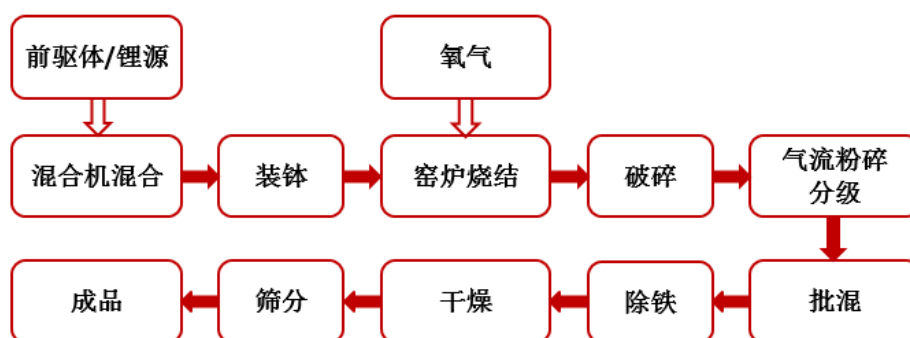 前驱体/锂源
氧气
混合机混合
装钵
窑炉烧结
破碎
气流粉碎
分级
成品
筛分
干燥
除铁
批混